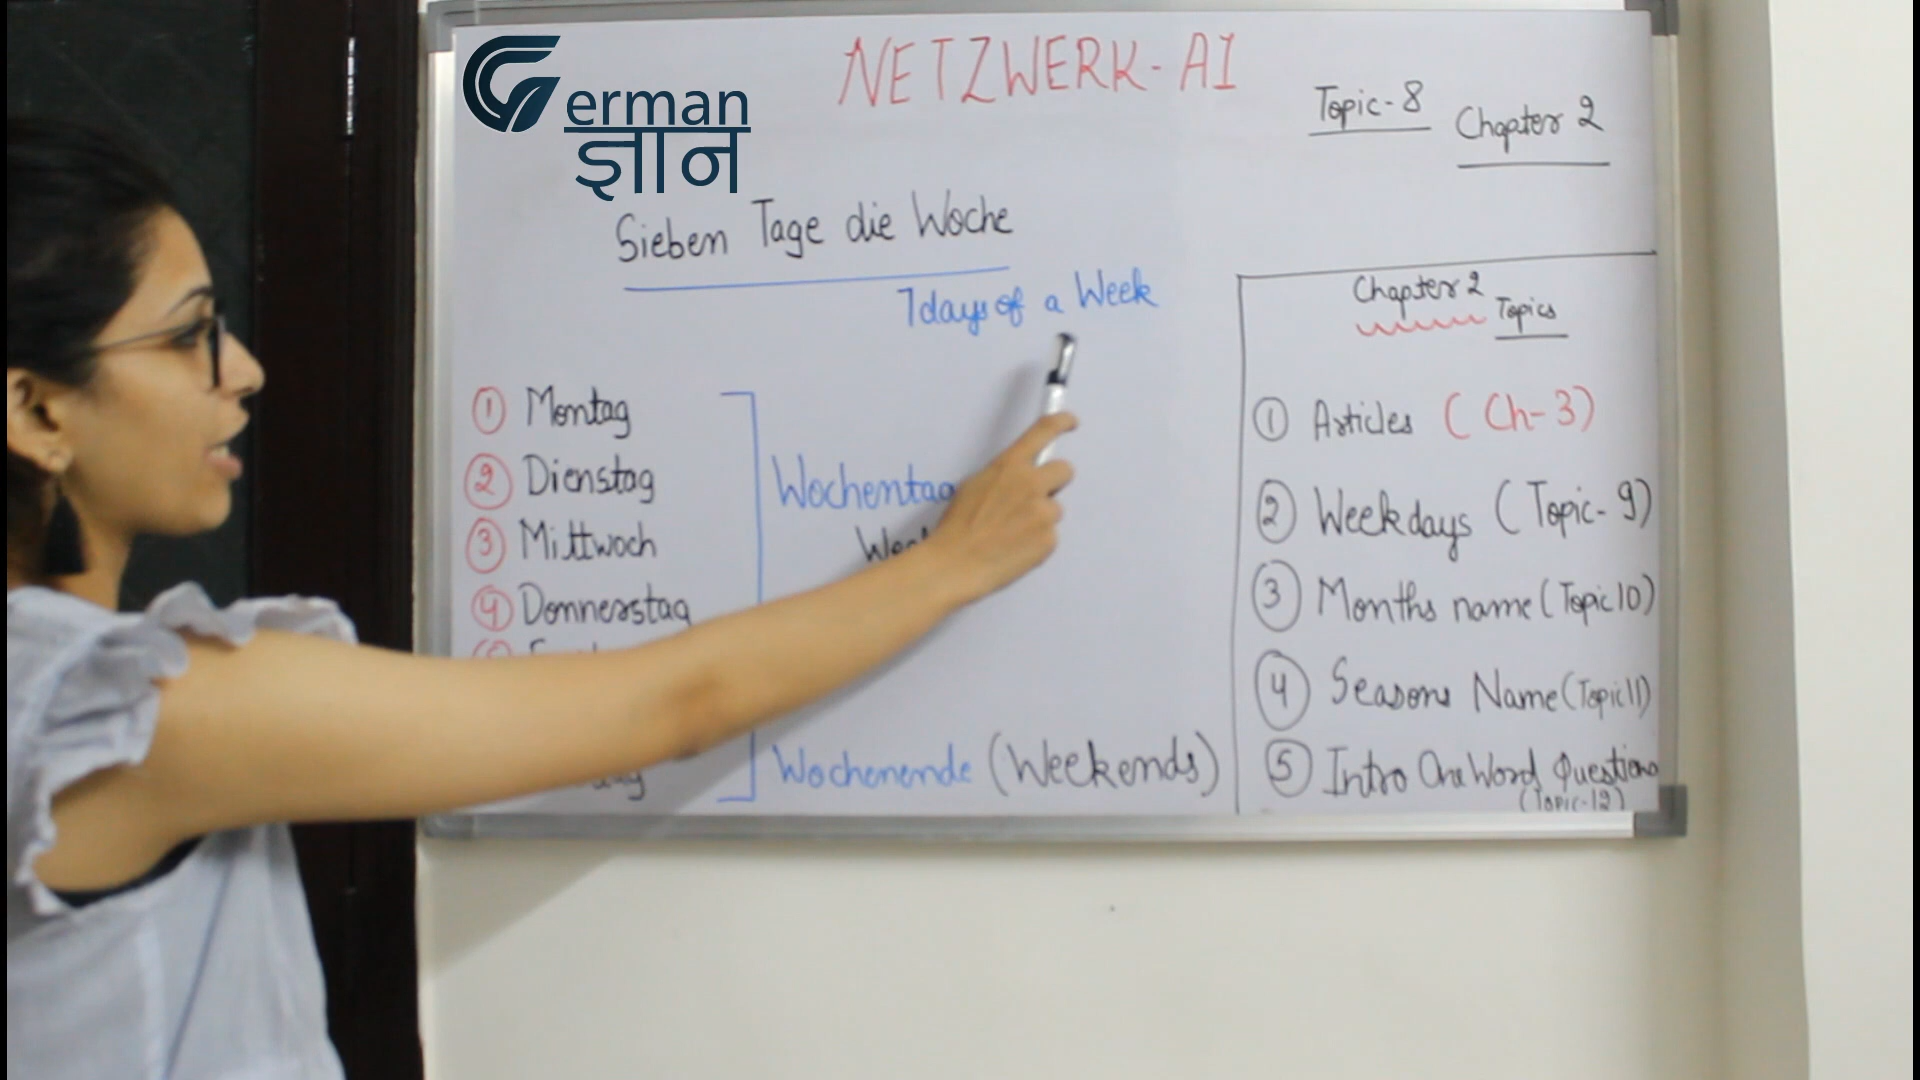 German
ज्ञान
NETZWERK-A1
Topic-8 Chapter 2
Sieben Tage die Woche
7 days of a Week
① Montag
② Dienstag
③ Mittwoch
④ Donnerstag
Wochentag
Wochenende (Weekends)
Chapter 2 Topics
① Articles (Ch-3)
② Weekdays (Topic-9)
③ Months name (Topic 10)
④ Seasons Name (Topic 11)
⑤ Intro One Word Questions
(Topic-12)